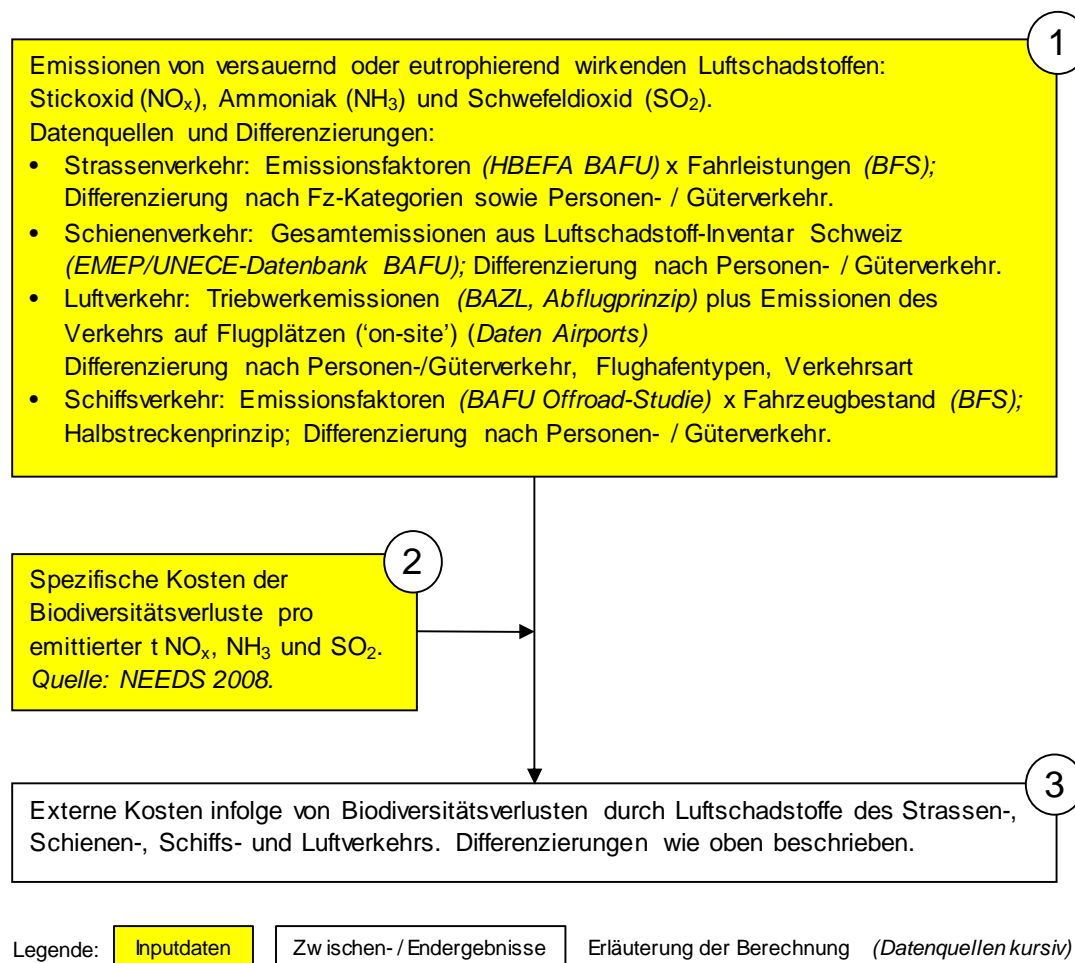 1
Emissionen von versauernd oder eutrophierend wirkenden Luftschadstoffen:
Stickoxid (NOx), Ammoniak (NH3) und Schwefeldioxid (SO2).
Datenquellen und Differenzierungen:
• Strassenverkehr: Emissionsfaktoren (HBEFA BAFU) x Fahrleistungen (BFS);
Differenzierung nach Fz-Kategorien sowie Personen- / Güterverkehr.
• Schienenverkehr: Gesamtemissionen aus Luftschadstoff-Inventar Schweiz
(EMEP/UNECE-Datenbank BAFU); Differenzierung nach Personen- / Güterverkehr.
• Luftverkehr: Triebwerkemissionen (BAZL, Abflugprinzip) plus Emissionen des
Verkehrs auf Flugplätzen (‘on-site’) (Daten Airports)
Differenzierung nach Personen-/Güterverkehr, Flughafentypen, Verkehrsart
• Schiffsverkehr: Emissionsfaktoren (BAFU Offroad-Studie) x Fahrzeugbestand (BFS);
Halbstreckenprinzip; Differenzierung nach Personen- / Güterverkehr.
2
Spezifische Kosten der
Biodiversitätsverluste pro
emittierter t NOx, NH3 und SO2.
Quelle: NEEDS 2008.
3
Externe Kosten infolge von Biodiversitätsverlusten durch Luftschadstoffe des Strassen-,
Schienen-, Schiffs- und Luftverkehrs. Differenzierungen wie oben beschrieben.
Legende: Inputdaten Zwischen- / Endergebnisse Erläuterung der Berechnung (Datenquellen kursiv)